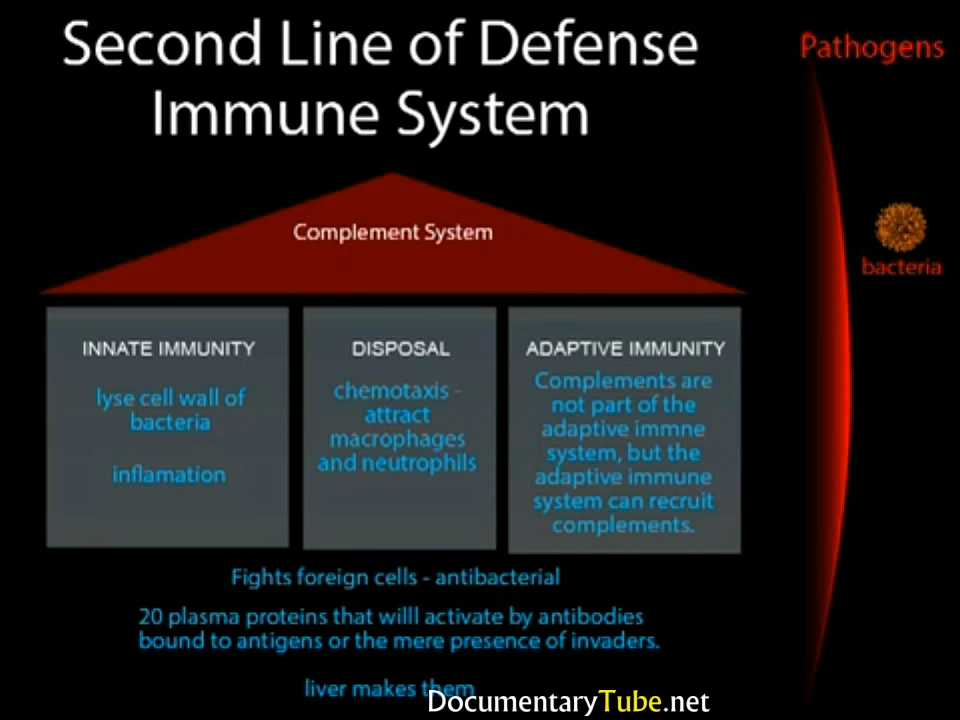 Second Line of Defense
Immune System
Pathogens
Complement System
bacteria
INNATE IMMUNITY
lyse cell wall of
bacteria
inflamation
DISPOSAL
chemotaxis -
attract
macrophages
and neutrophils
ADAPTIVE IMMUNITY
Complements are
not part of the
adaptive immne
system, but the
adaptive immune
system can recruit
complements.
Fights foreign cells - antibacterial
20 plasma proteins that willl activate by antibodies
bound to antigens or the mere presence of invaders.
liver makes them
DocumentaryTube.net